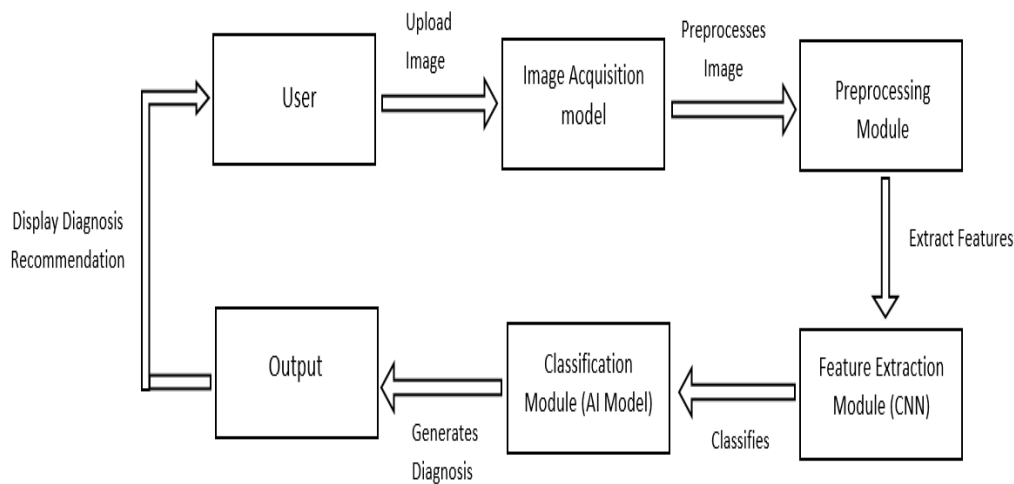 User
Upload
Image
Image Acquisition
model
Preprocesses
Image
Preprocessing
Module
Extract Features
Feature Extraction
Module (CNN)
Classifies
Classification
Module (AI Model)
Generates
Diagnosis
Output
Display Diagnosis
Recommendation